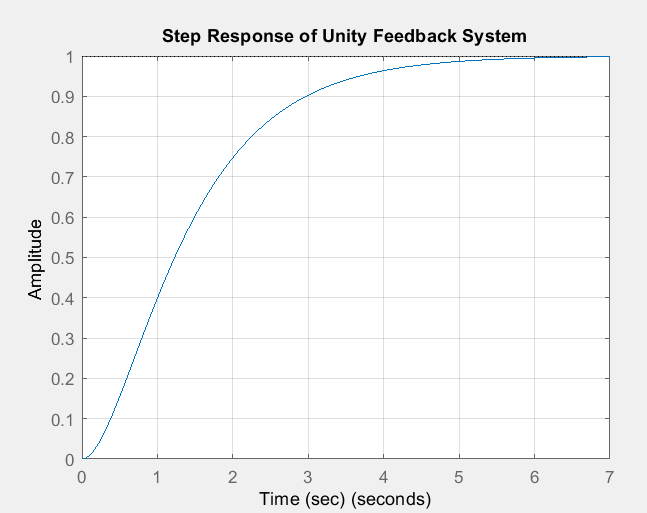 Step Response of Unity Feedback System
1
0.9
0.8
0.7
0.6
0.5
0.4
0.3
0.2
0.1
0
Amplitude
0 1 2 3 4 5 6 7
Time (sec) (seconds)